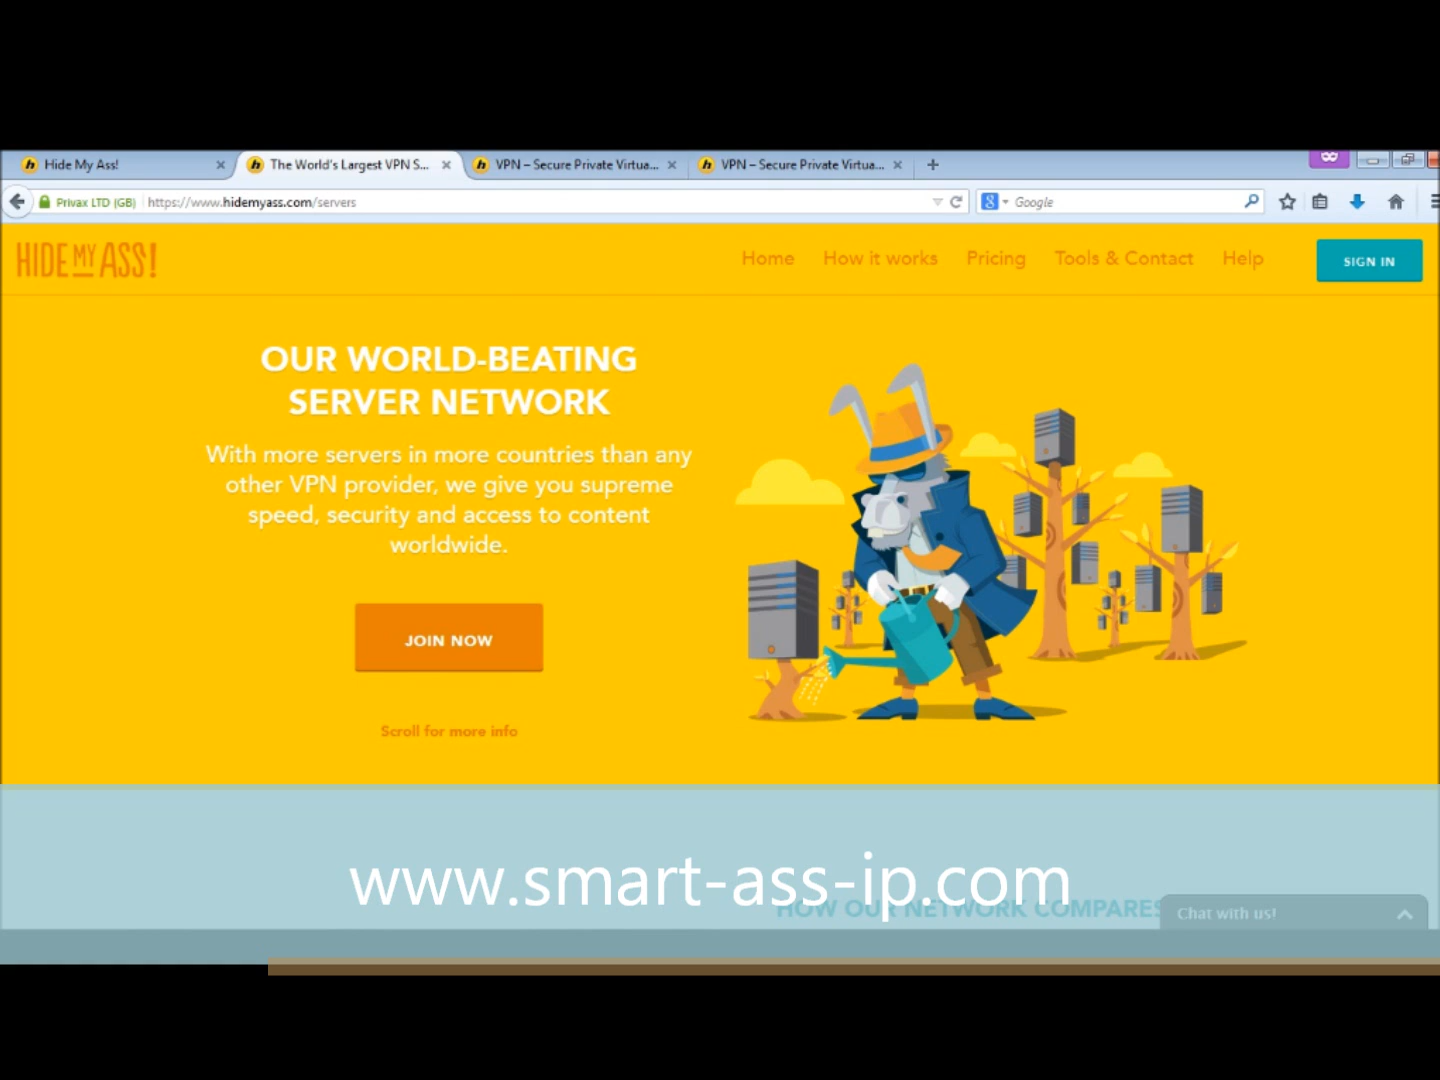 Hide My Ass!
The World's Largest VPN S...
VPN – Secure Private Virtua...
VPN – Secure Private Virtua...
Privax LTD (GB)
https://www.hidemyass.com/servers
Google
HIDE MY ASS!
Home
How it works
Pricing
Tools & Contact
Help
SIGN IN
OUR WORLD-BEATING
SERVER NETWORK
With more servers in more countries than any
other VPN provider, we give you supreme
speed, security and access to content
worldwide.
JOIN NOW
Scroll for more info
www.smart-ass-ip.com
HOW OUR NETWORK COMPARES
Chat with us!